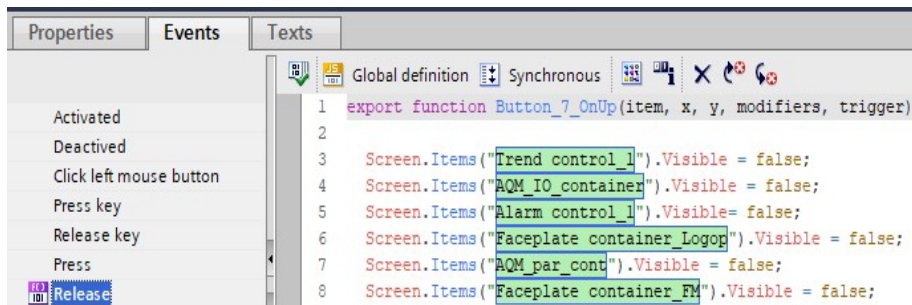 Properties Events Texts
Global definition Synchronous
Activated
Deactived
Click left mouse button
Press key
Release key
Press
Release
1 export function Button_7_OnUp(item, x, y, modifiers, trigger)
2
3 Screen.Items("Trend control_1").Visible = false;
4 Screen.Items("AQM_IO_container").Visible = false;
5 Screen.Items("Alarm control_1").Visible= false;
6 Screen.Items("Faceplate container_Logop").Visible = false;
7 Screen.Items("AQM_par_cont").Visible = false;
8 Screen.Items("Faceplate container_FM").Visible = false;